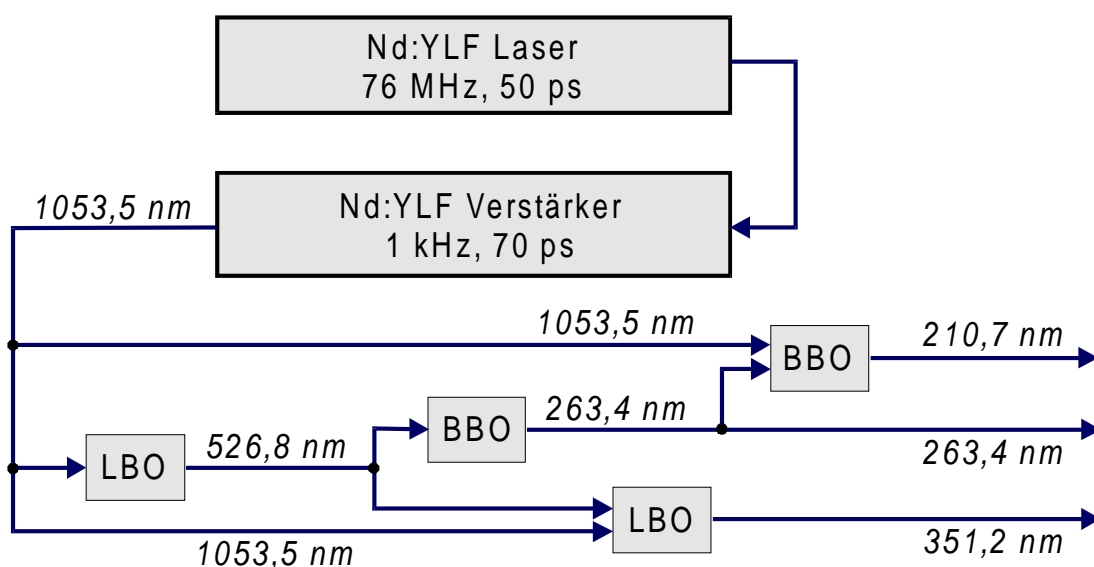 Nd:YLF Laser
76 MHz, 50 ps
1053,5 nm
Nd:YLF Verstärker
1 kHz, 70 ps
1053,5 nm
210,7 nm
BBO
263,4 nm
BBO
526,8 nm
263,4 nm
LBO
LBO
1053,5 nm
351,2 nm